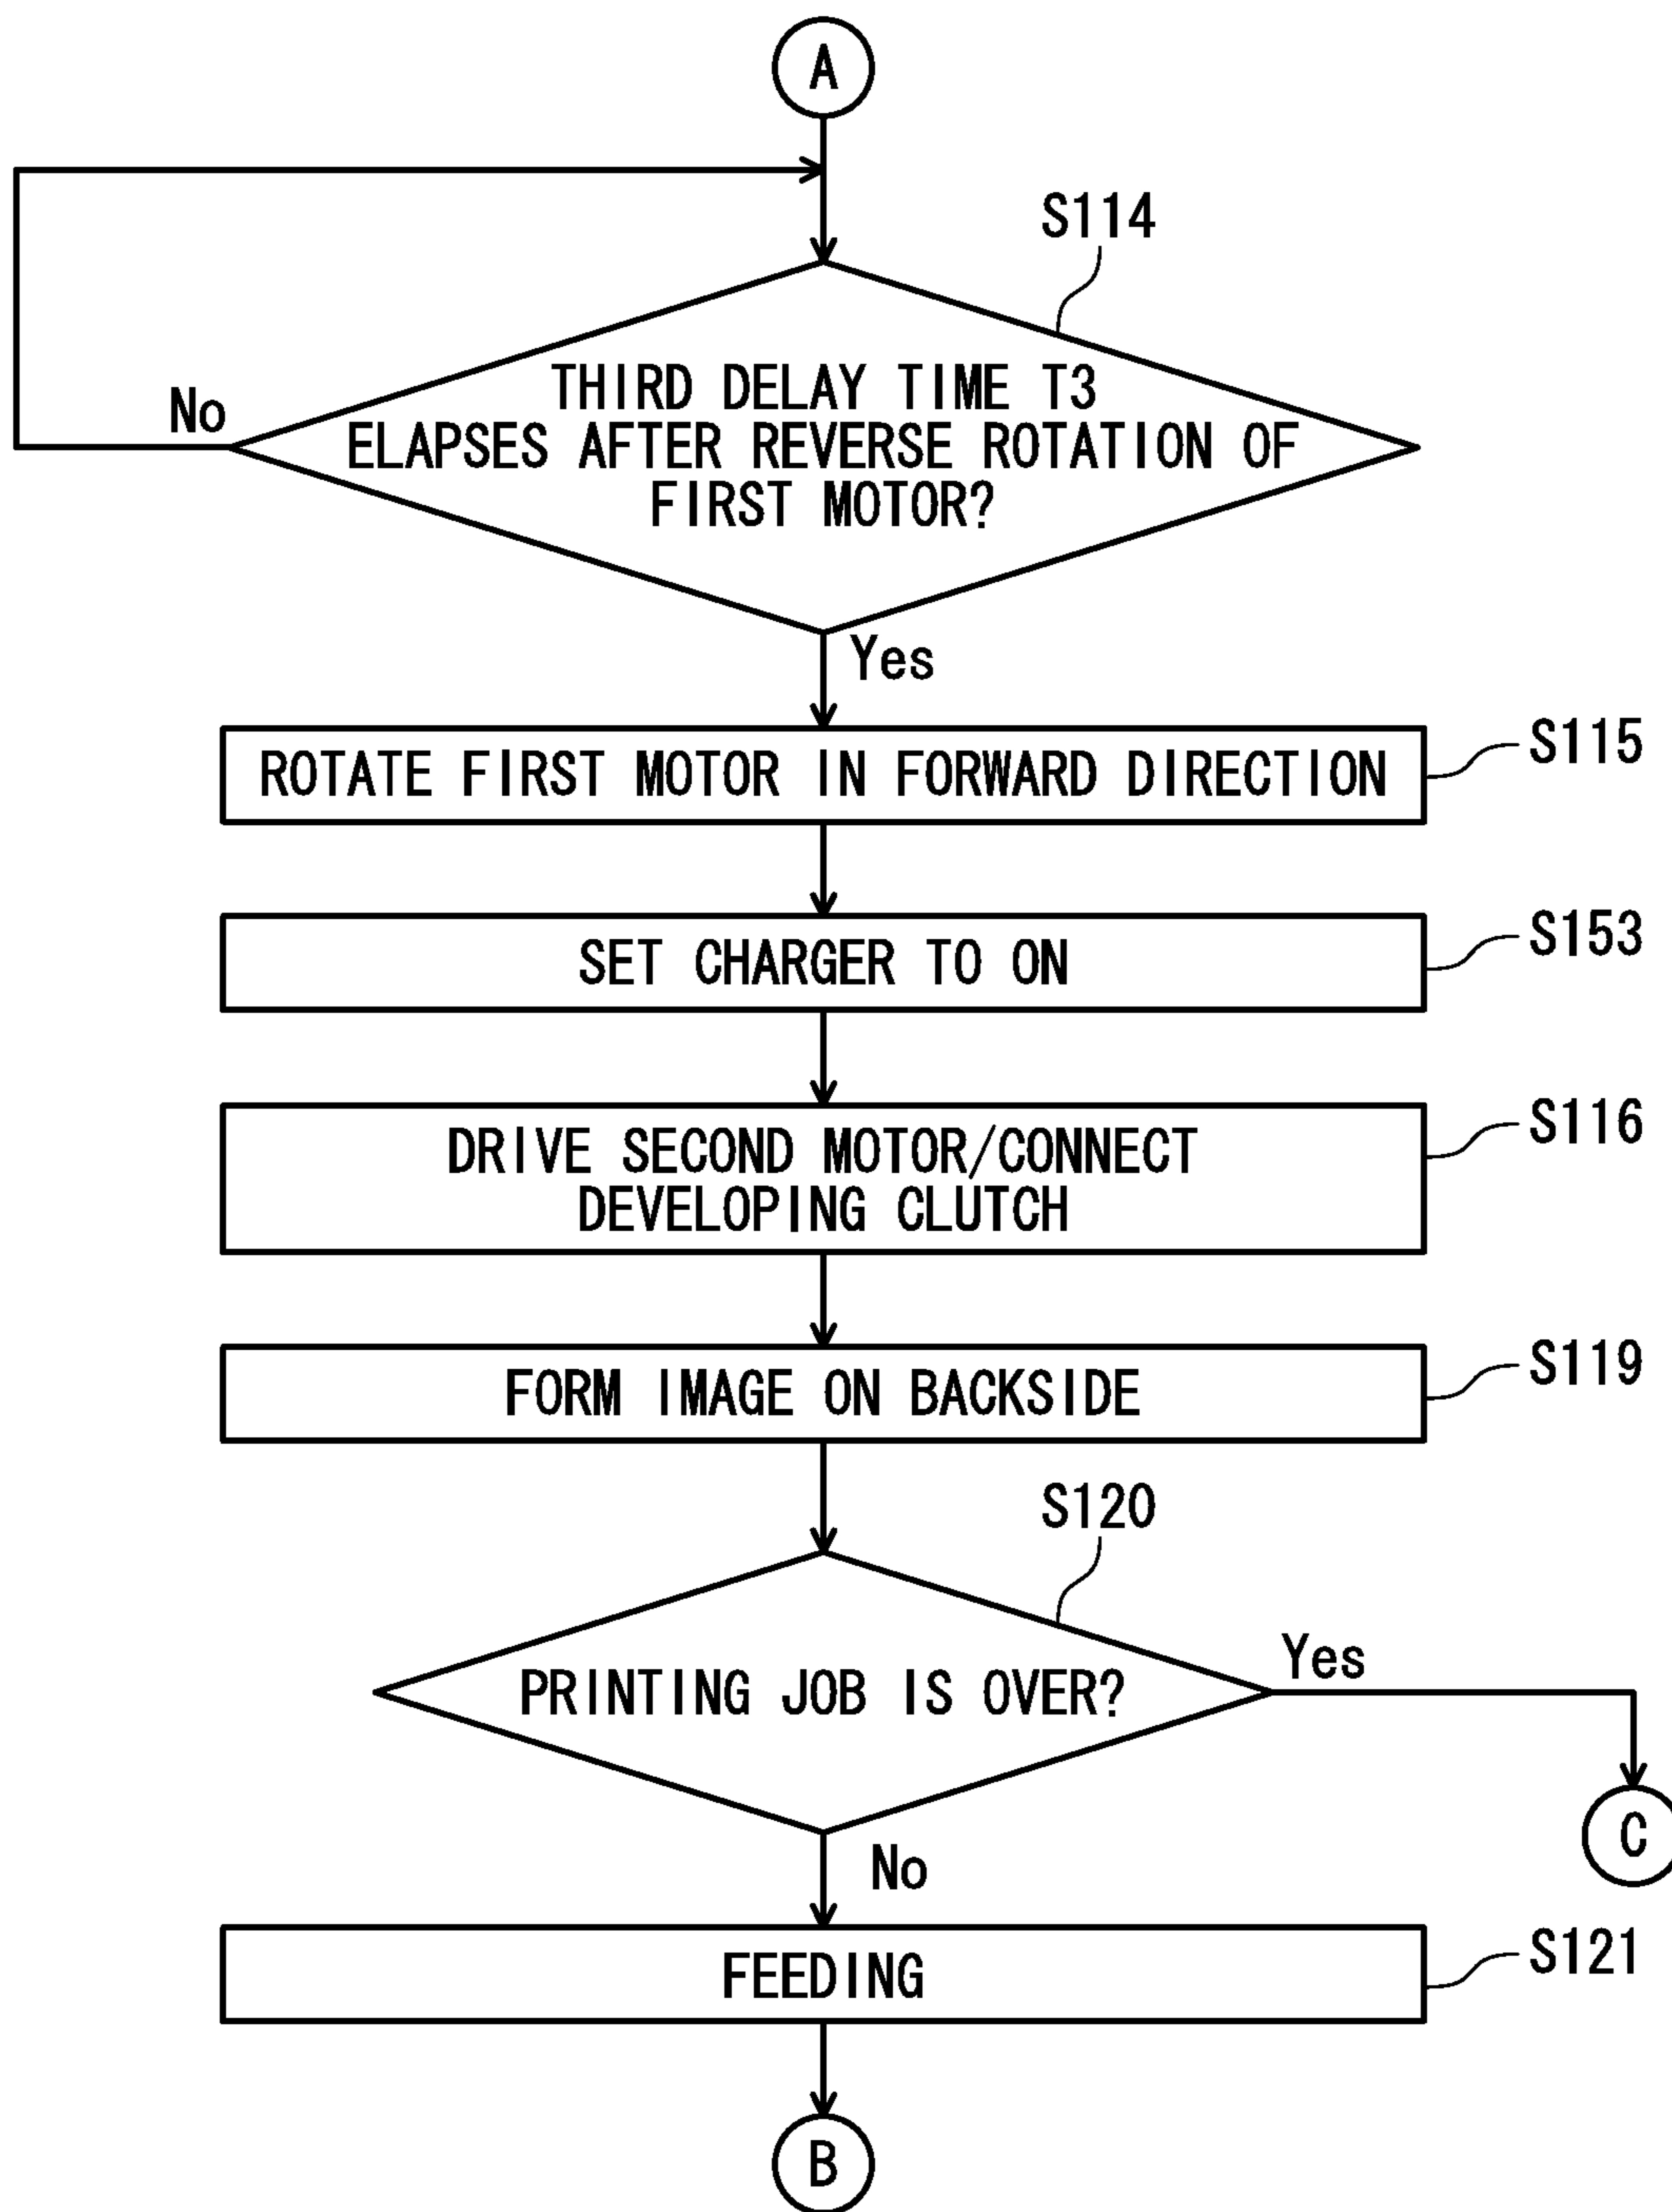 A
S114
THIRD DELAY TIME T3
ELAPSES AFTER REVERSE ROTATION OF
FIRST MOTOR?
No
Yes
ROTATE FIRST MOTOR IN FORWARD DIRECTION
S115
SET CHARGER TO ON
S153
DRIVE SECOND MOTOR/CONNECT
DEVELOPING CLUTCH
S116
FORM IMAGE ON BACKSIDE
S119
S120
PRINTING JOB IS OVER?
Yes
C
No
FEEDING
S121
B